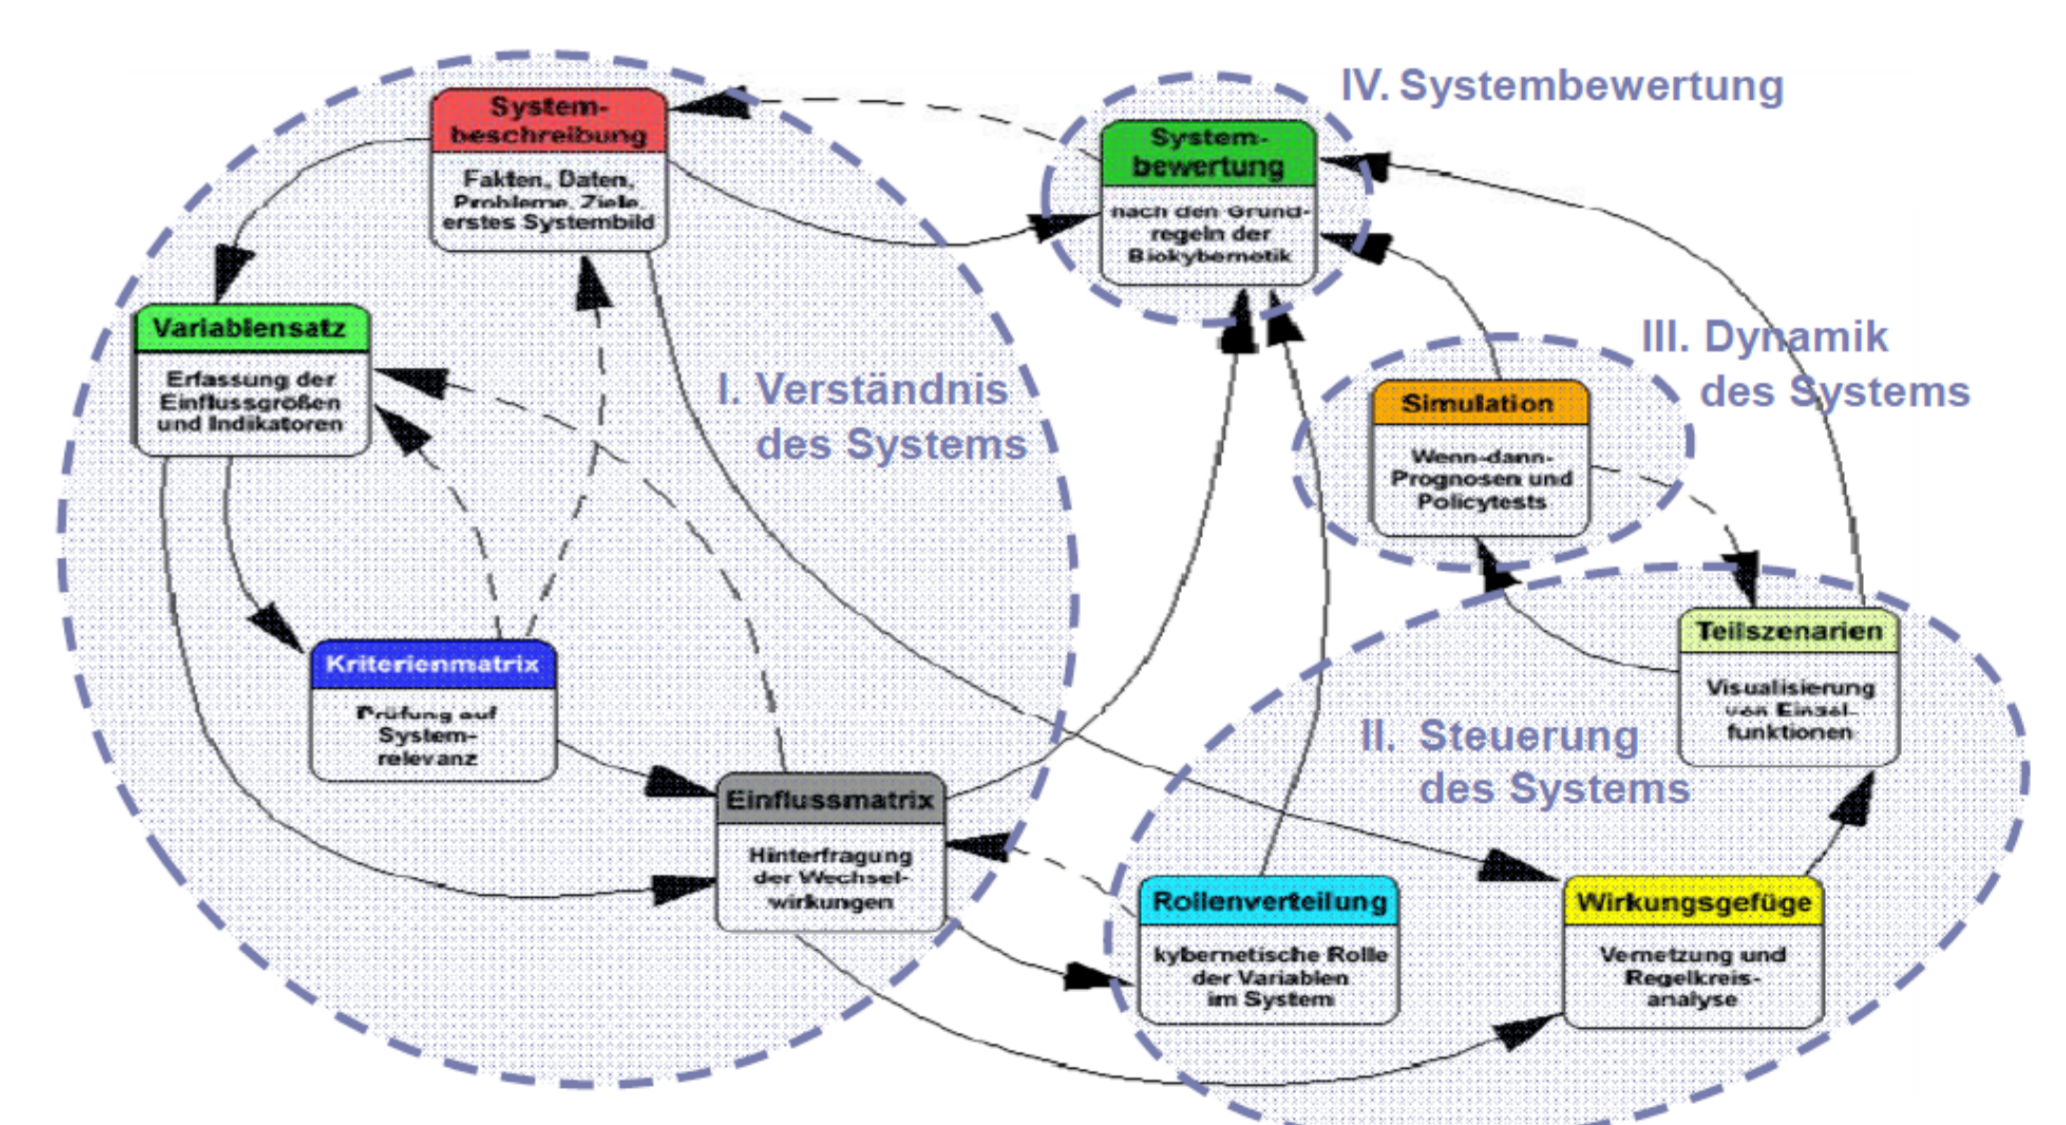 System-
beschreibung
Fakten, Daten,
Probleme, Ziele,
erstes Systembild
System-
bewertung
nach den Grund-
regeln der
Biokybernetik
IV. Systembewertung
Variablensatz
Erfassung der
Einflussgrößen
und Indikatoren
I. Verständnis
des Systems
III. Dynamik
des Systems
Simulation
Wenn-dann-
Prognosen und
Policytests
Kriterienmatrix
Prüfung auf
System-
relevanz
Teilszenarien
Visualisierung
von Einzel-
funktionen
II. Steuerung
des Systems
Einflussmatrix
Hinterfragung
der Wechsel-
wirkungen
Rollenverteilung
kybernetische Rolle
der Variablen
im System
Wirkungsgefüge
Vernetzung und
Regelkreis-
analyse